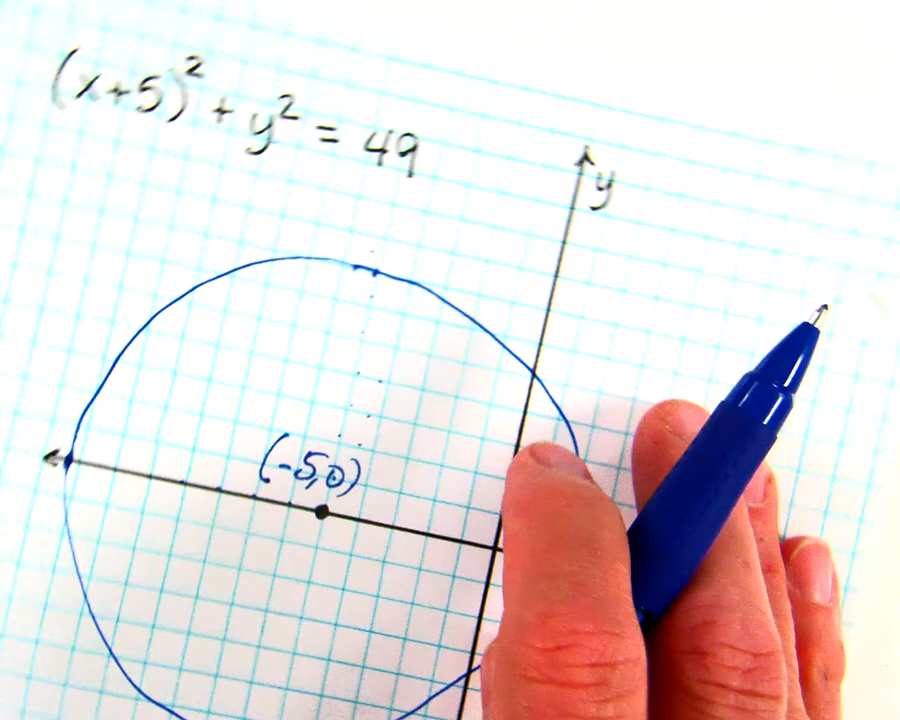 (x+5)² + y² = 49
y
(-5,0)